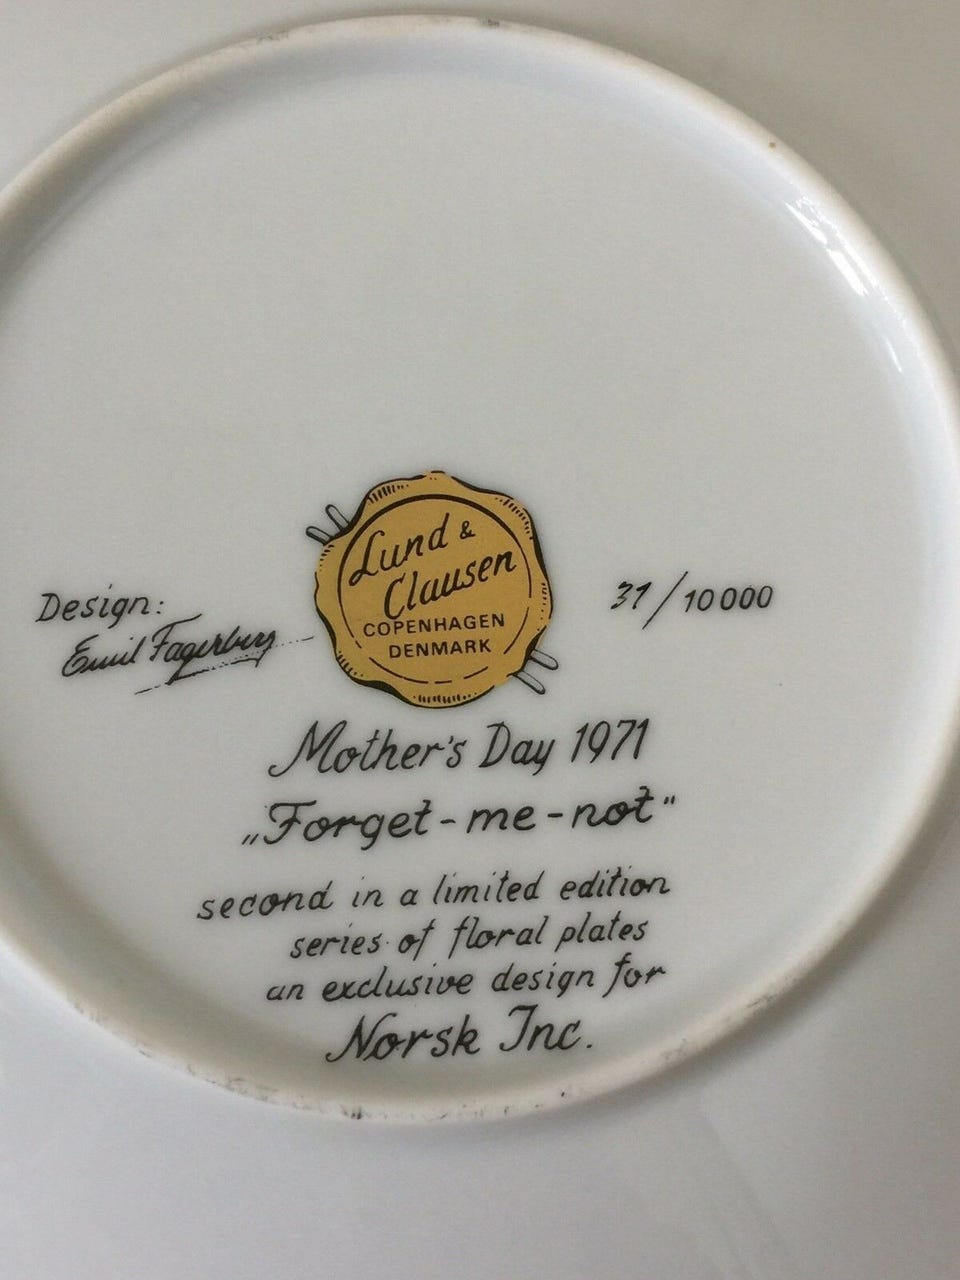 Design:
Emil Fagerberg
Lund &
Clausen
COPENHAGEN
DENMARK
31/10000
Mother's Day 1971
„Forget-me-not"
second in a limited edition
series of floral plates
an exclusive design for
Norsk Inc.